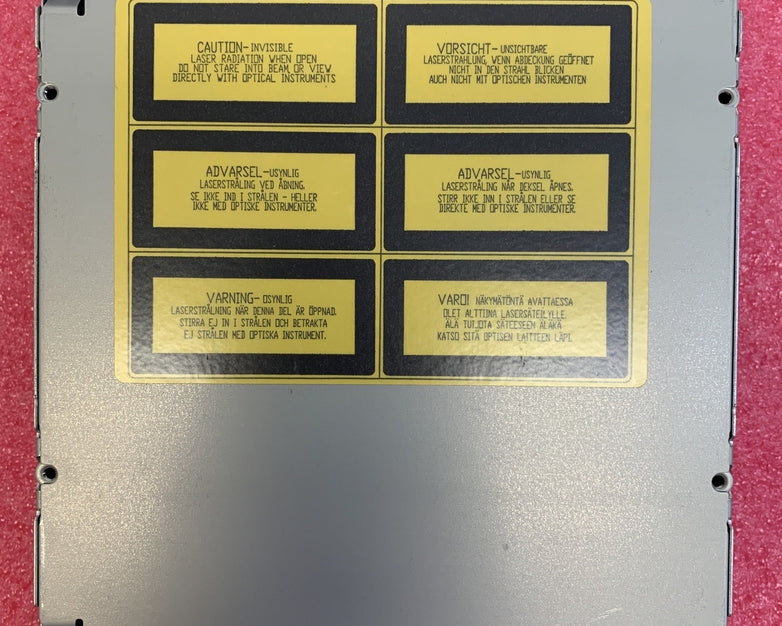 CAUTION-INVISIBLE
LASER RADIATION WHEN OPEN
DO NOT STARE INTO BEAM OR VIEW
DIRECTLY WITH OPTICAL INSTRUMENTS
VORSICHT- UNSICHTBARE
LASERSTRAHLUNG, WENN ABDECKUNG GEÖFFNET
NICHT IN DEN STRAHL BLICKEN
AUCH NICHT MIT OPTISCHEN INSTRUMENTEN
ADVARSEL-USYNLIG
LASERSTRÅLING VED ÅBNING.
SE IKKE IND I STRÅLEN - HELLER
IKKE MED OPTISKE INSTRUMENTER.
ADVARSEL-USYNLIG
LASERSTRÅLING NÅR DEKSEL ÅPNES.
STIRR IKKE INN I STRÅLEN ELLER SE
DIREKTE MED OPTISKE INSTRUMENTER.
VARNING- OSYNLIG
LASERSTRÅLNING NÄR DENNA DEL ÄR ÖPPNAD.
STIRRA EJ IN I STRÅLEN OCH BETRAKTA
EJ STRÅLEN MED OPTISKA INSTRUMENT.
VARO! NÄKYMÄTÖNTÄ AVATTAESSA
OLET ALTTIINA LASERSÄTEILYLLE.
ÄLÄ TUIJOTA SÄTEESEEN ÄLÄKÄ
KATSO SITÄ OPTISEN LAITTEEN LÄPI.